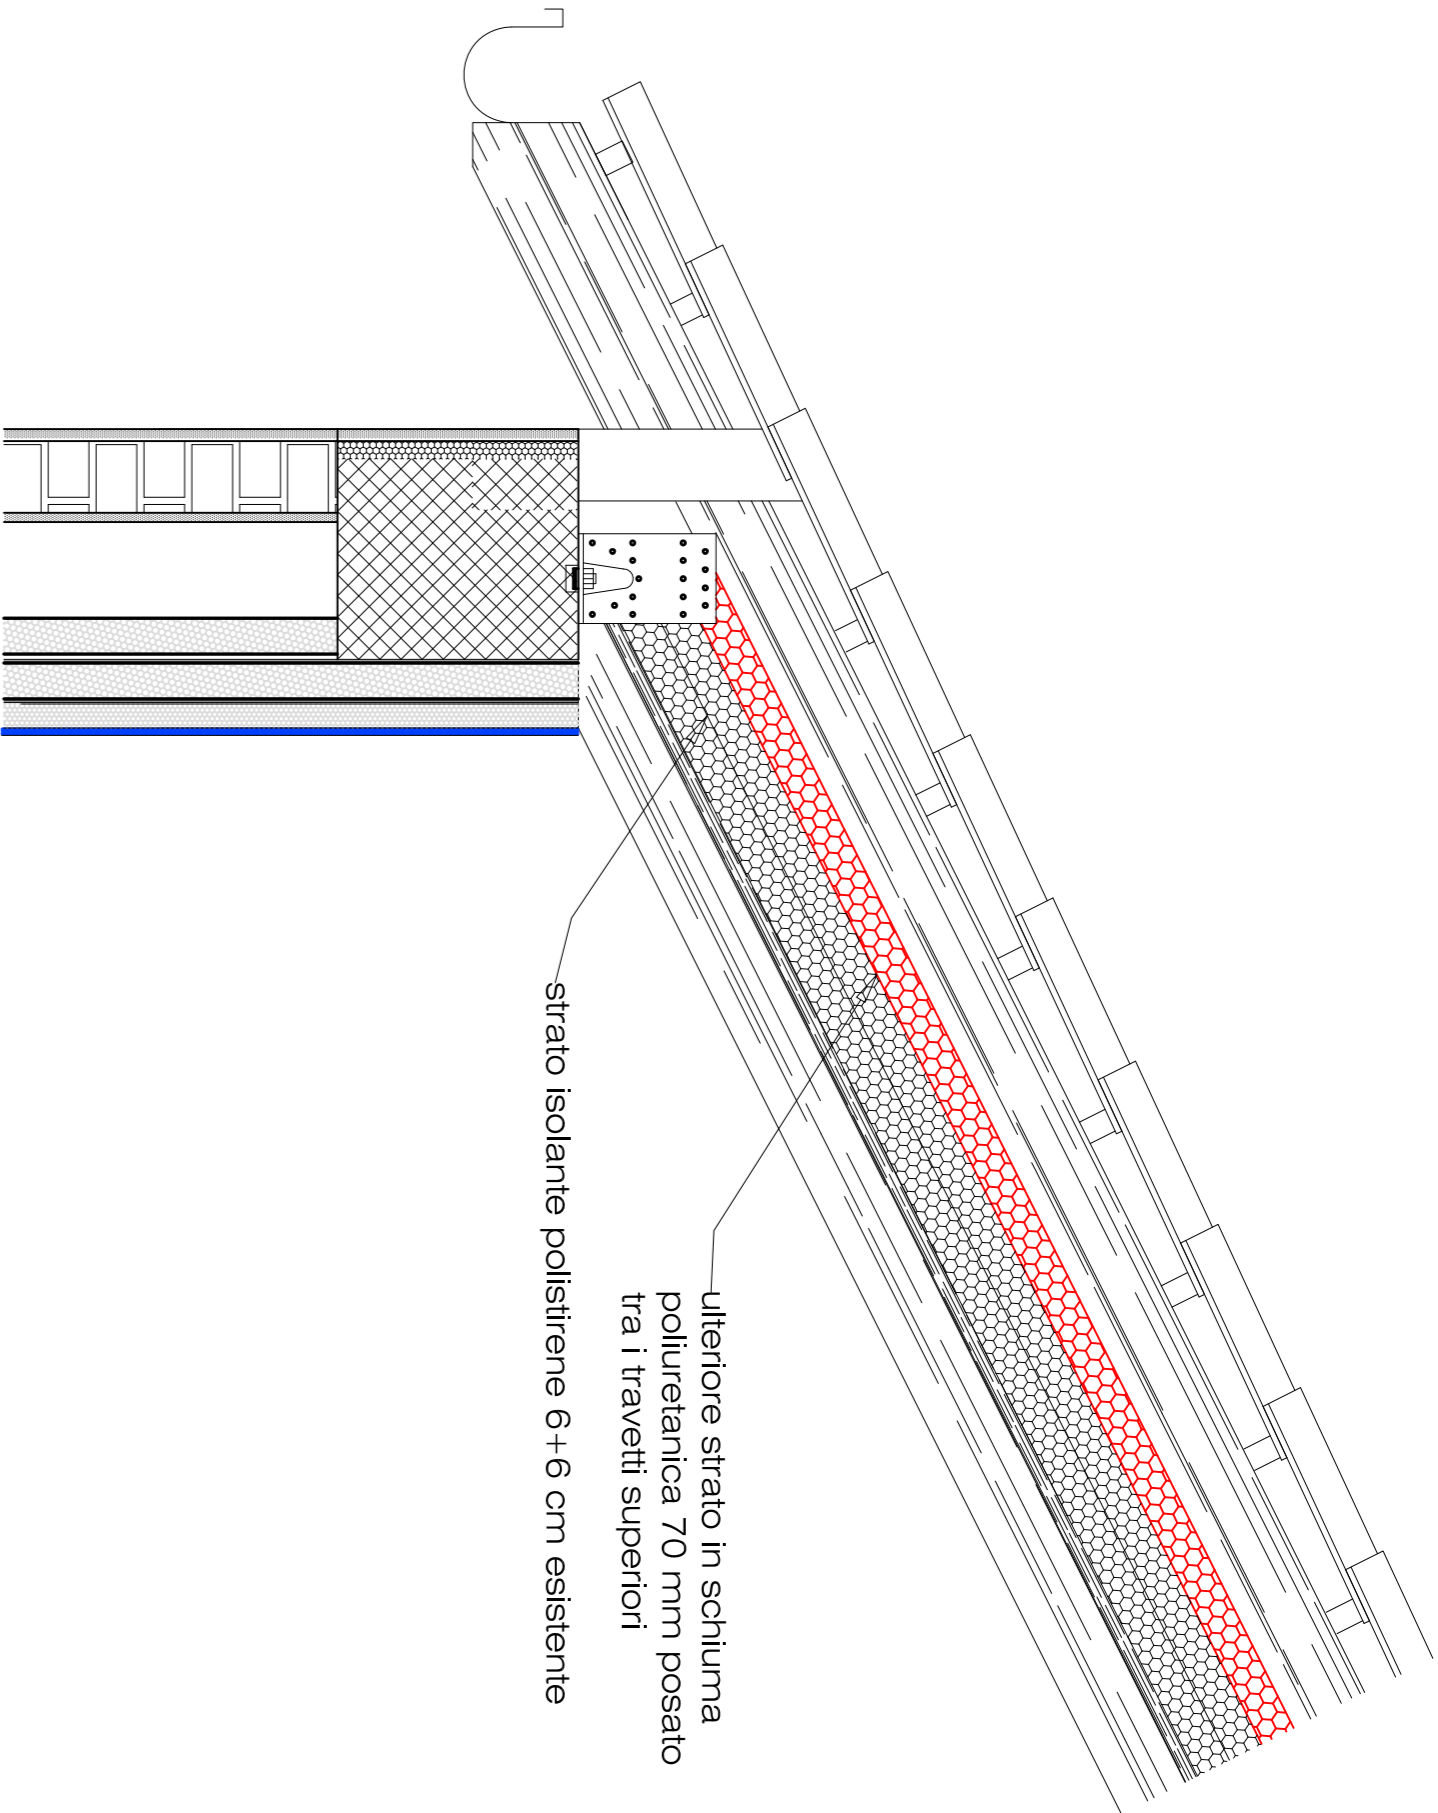 ulteriore strato in schiuma
poliuretanica 70 mm posato
tra i travetti superiori
strato isolante polistirene 6+6 cm esistente